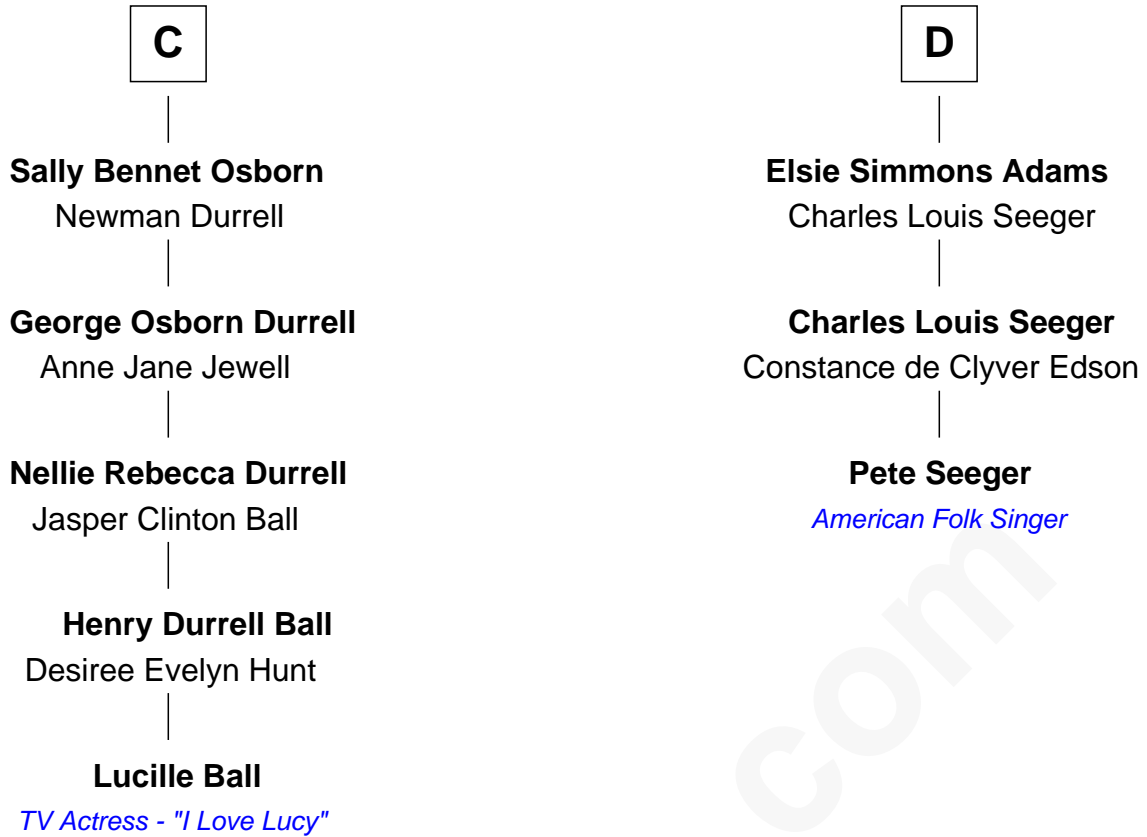 C
Sally Bennet Osborn
Newman Durrell
George Osborn Durrell
Anne Jane Jewell
Nellie Rebecca Durrell
Jasper Clinton Ball
Henry Durrell Ball
Desiree Evelyn Hunt
Lucille Ball
TV Actress - "I Love Lucy"
D
Elsie Simmons Adams
Charles Louis Seeger
Charles Louis Seeger
Constance de Clyver Edson
Pete Seeger
American Folk Singer
com